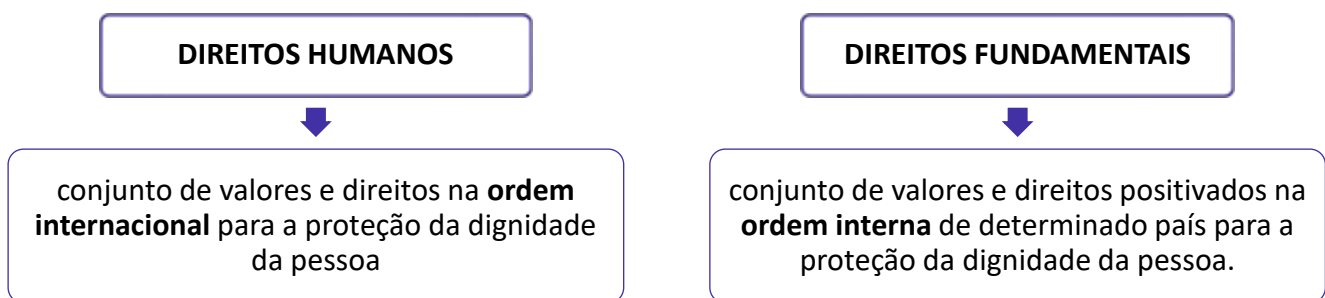 DIREITOS HUMANOS
conjunto de valores e direitos na ordem
internacional para a proteção da dignidade
da pessoa
DIREITOS FUNDAMENTAIS
conjunto de valores e direitos positivados na
ordem interna de determinado país para a
proteção da dignidade da pessoa.